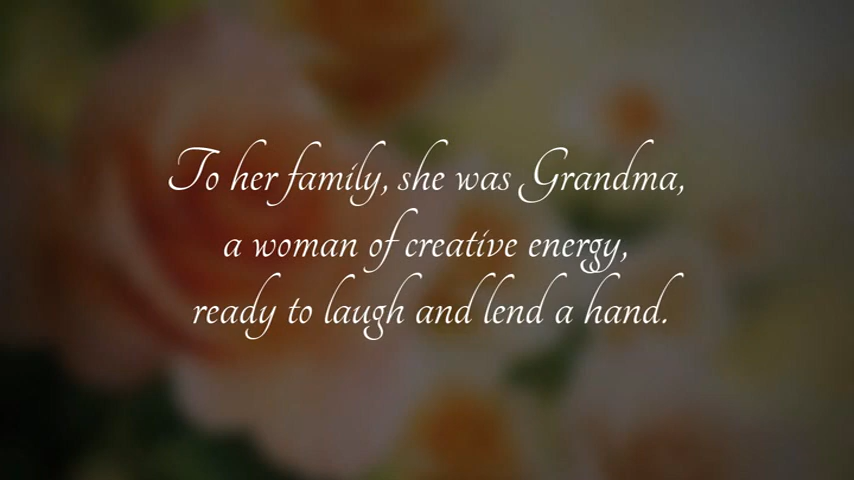 To her family, she was Grandma,
a woman of creative energy,
ready to laugh and lend a hand.